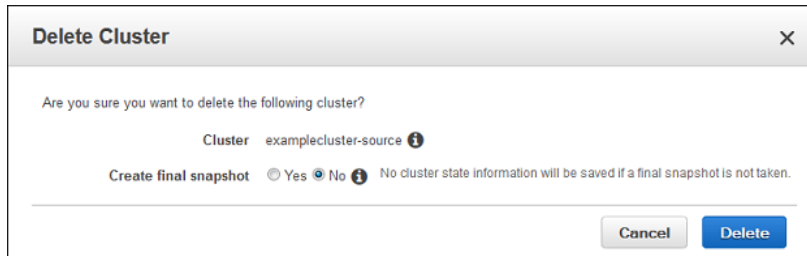 Delete Cluster
Are you sure you want to delete the following cluster?
Cluster examplecluster-source
Create final snapshot Yes No No cluster state information will be saved if a final snapshot is not taken.
Cancel Delete